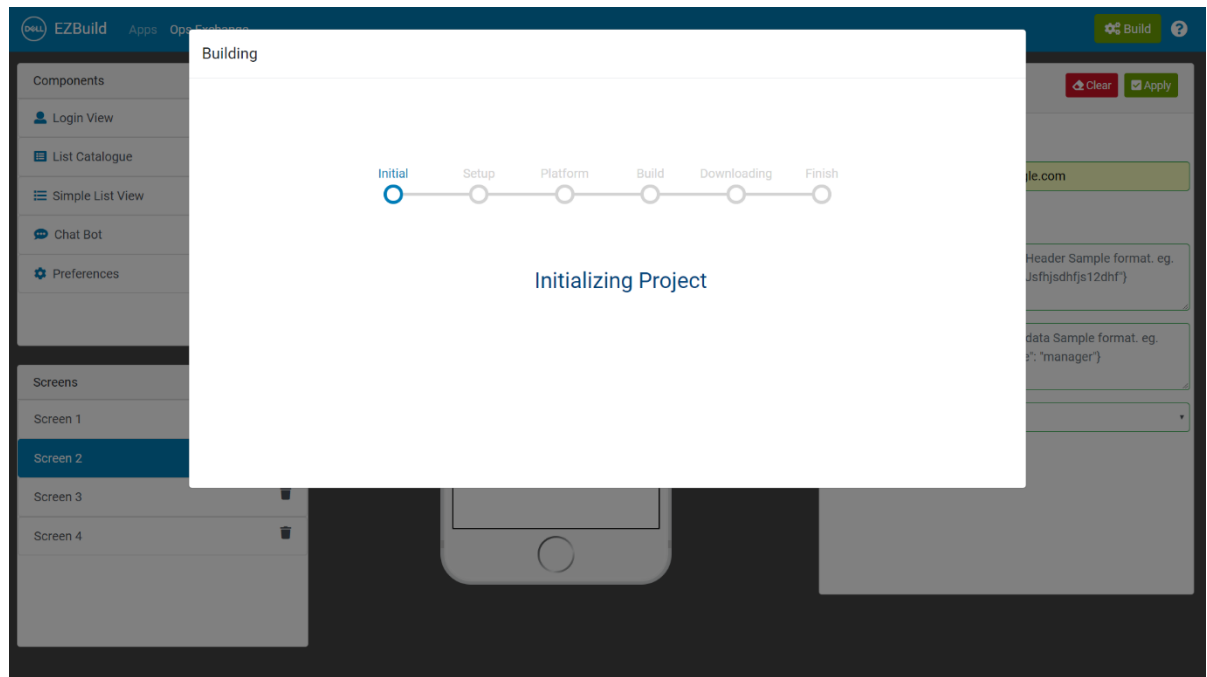 DELL EZBuild Apps Ops Exchange Build ?
Building
Components
Login View
List Catalogue
Simple List View
Chat Bot
Preferences
Clear Apply
Initial Setup Platform Build Downloading Finish
Initializing Project
gle.com
Header Sample format. eg.
Jsfhjsdhfjs12dhf"}
data Sample format. eg.
e": "manager"}
Screens
Screen 1
Screen 2
Screen 3
Screen 4